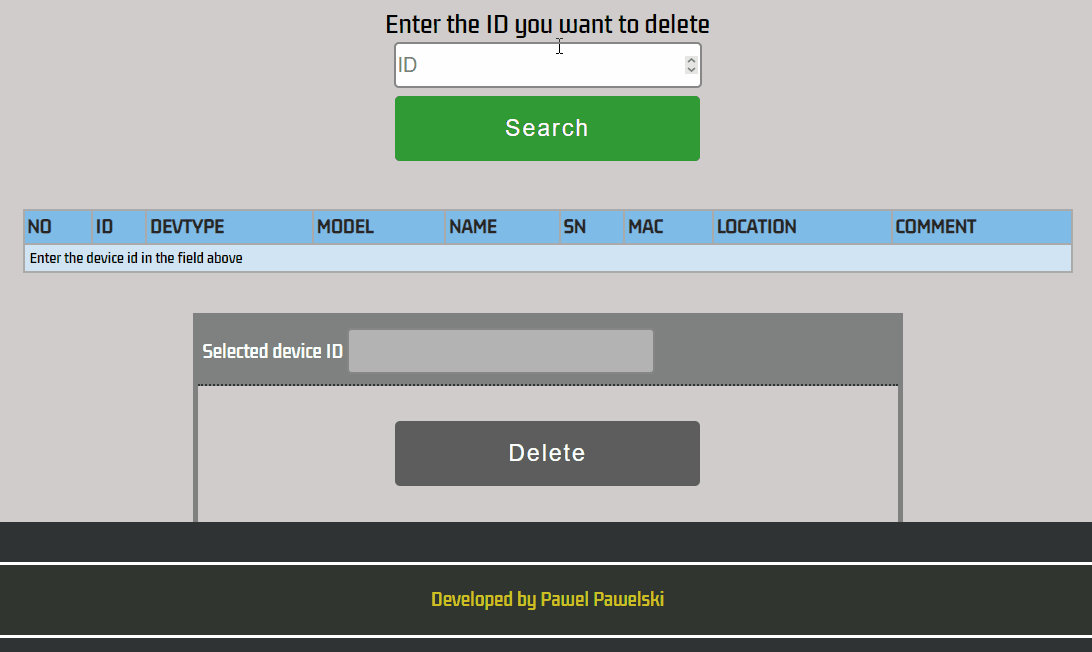 Enter the ID you want to delete
ID
Search
NO ID DEVTYPE MODEL NAME SN MAC LOCATION COMMENT
Enter the device id in the field above
Selected device ID
Delete
Developed by Pawel Pawelski